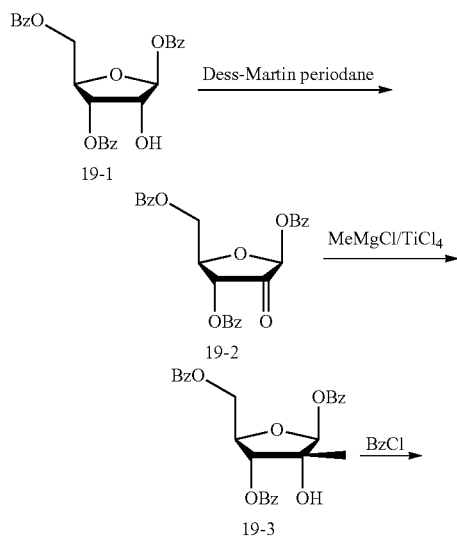 BzO
OBz
O
Dess-Martin periodane
OBz
OH
19-1
BzO
OBz
O
MeMgCl/TiCl4
OBz
O
19-2
BzO
OBz
O
BzCl
OBz
OH
19-3